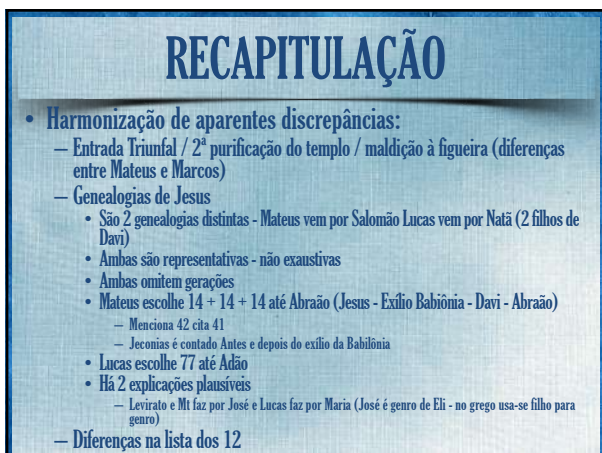 RECAPITULAÇÃO
• Harmonização de aparentes discrepâncias:
– Entrada Triunfal / 2ª purificação do templo / maldição à figueira (diferenças
entre Mateus e Marcos)
– Genealogias de Jesus
• São 2 genealogias distintas - Mateus vem por Salomão Lucas vem por Natã (2 filhos de
Davi)
• Ambas são representativas - não exaustivas
• Ambas omitem gerações
• Mateus escolhe 14 + 14 + 14 até Abraão (Jesus - Exílio Babiônia - Davi - Abraão)
– Menciona 42 cita 41
– Jeconias é contado Antes e depois do exílio da Babilônia
• Lucas escolhe 77 até Adão
• Há 2 explicações plausíveis
– Levirato e Mt faz por José e Lucas faz por Maria (José é genro de Eli - no grego usa-se filho para
genro)
– Diferenças na lista dos 12